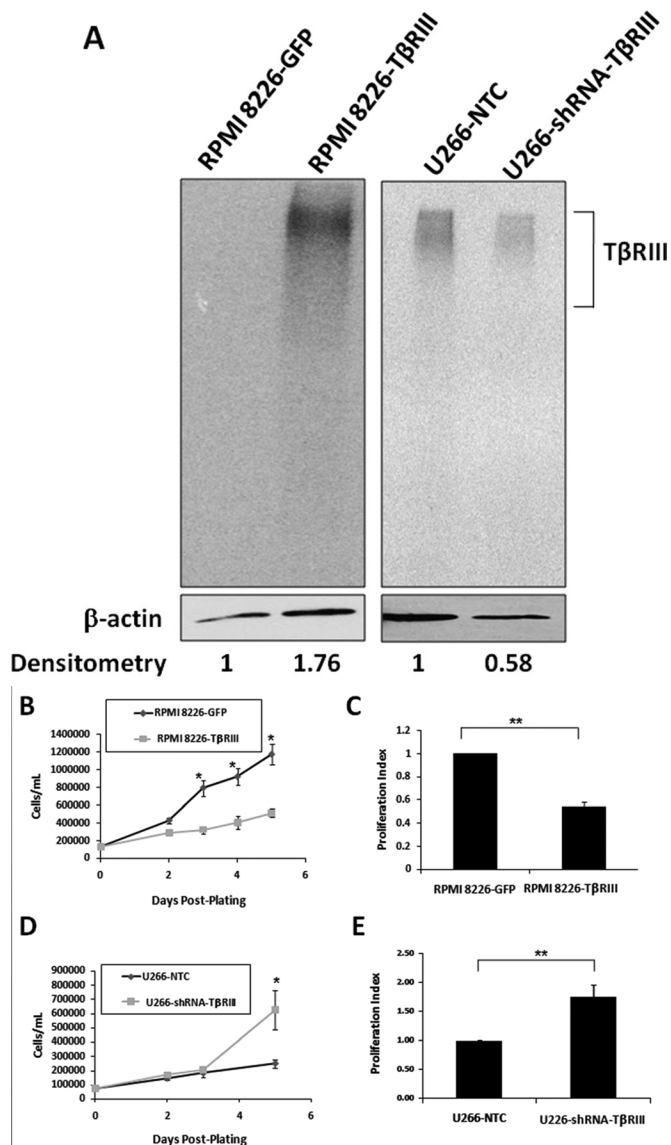 A
RPMI 8226-GFP
RPMI 8226-TβRIII
U266-NTC
U266-shRNA-TβRIII
TβRIII
β-actin
Densitometry 1 1.76 1 0.58
B
RPMI 8226-GFP
RPMI 8226-TβRIII
1400000
1200000
1000000
800000
600000
400000
200000
0
Cells/mL
* * *
0 2 4 6
Days Post-Plating
C
**
1.2
1
0.8
0.6
0.4
0.2
0
Proliferation Index
RPMI 8226-GFP RPMI 8226-TβRIII
D
U266-NTC
U266-shRNA-TβRIII
900000
800000
700000
600000
500000
400000
300000
200000
100000
0
Cells/mL
*
0 2 4 6
Days Post-Plating
E
**
2.50
2.00
1.50
1.00
0.50
0.00
Proliferation Index
U266-NTC U226-shRNA-TβRIII